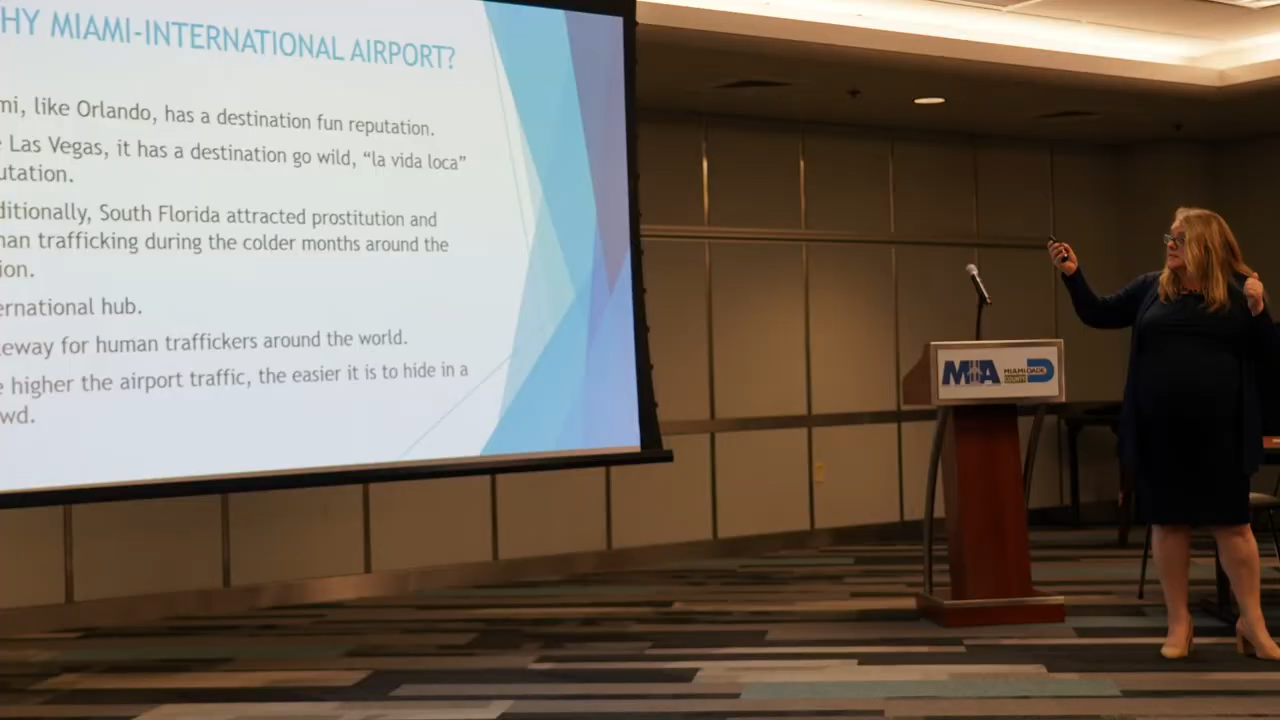 HY MIAMI-INTERNATIONAL AIRPORT?
mi, like Orlando, has a destination fun reputation.
Las Vegas, it has a destination go wild, "la vida loca"
utation.
ditionally, South Florida attracted prostitution and
nan trafficking during the colder months around the
ion.
ernational hub.
eway for human traffickers around the world.
e higher the airport traffic, the easier it is to hide in a
wd.
MIA MIAMI-DADE
COUNTY